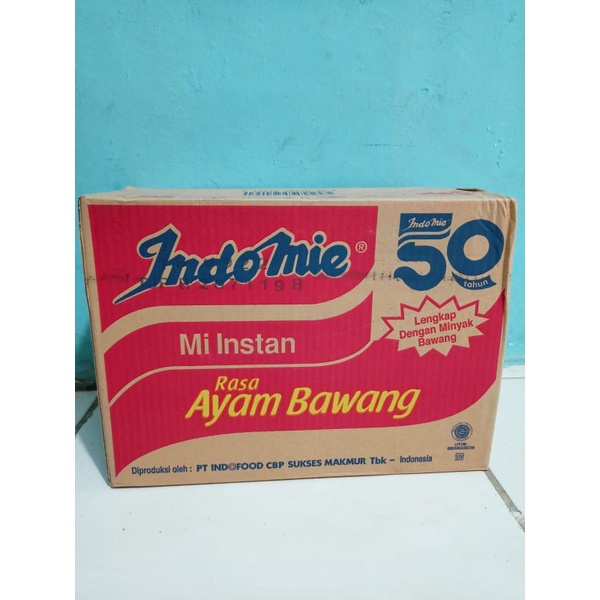 IndoMie®
IndoMie
50
tahun
Lengkap
Dengan Minyak
Bawang
Mi Instan
Rasa
Ayam Bawang
Diproduksi oleh : PT INDOFOOD CBP SUKSES MAKMUR Tbk – Indonesia